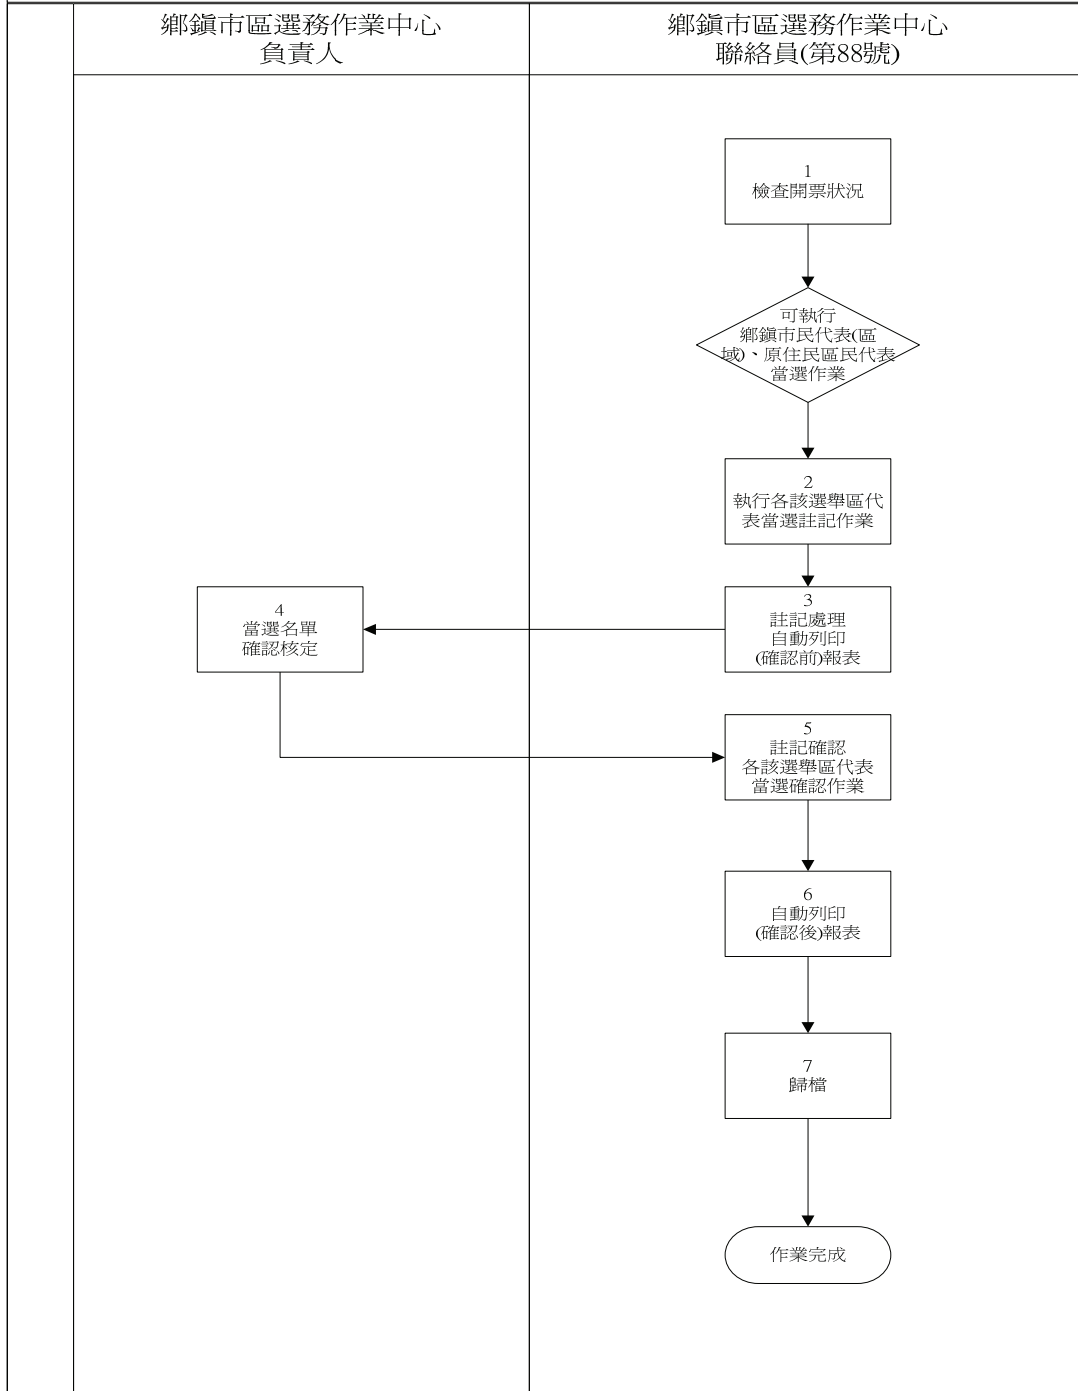 鄉鎮市區選務作業中心
負責人
鄉鎮市區選務作業中心
聯絡員(第88號)
1
檢查開票狀況
可執行
鄉鎮市民代表(區
域)、原住民區民代表
當選作業
2
執行各該選舉區代
表當選註記作業
3
註記處理
自動列印
(確認前)報表
4
當選名單
確認核定
5
註記確認
各該選舉區代表
當選確認作業
6
自動列印
(確認後)報表
7
歸檔
作業完成